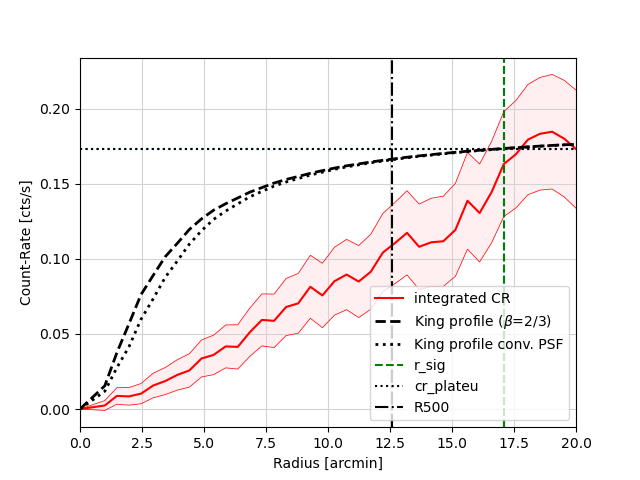 0.20
0.15
0.10
0.05
0.00
Count-Rate [cts/s]
integrated CR
King profile (β=2/3)
King profile conv. PSF
r_sig
cr_plateu
R500
0.0 2.5 5.0 7.5 10.0 12.5 15.0 17.5 20.0
Radius [arcmin]